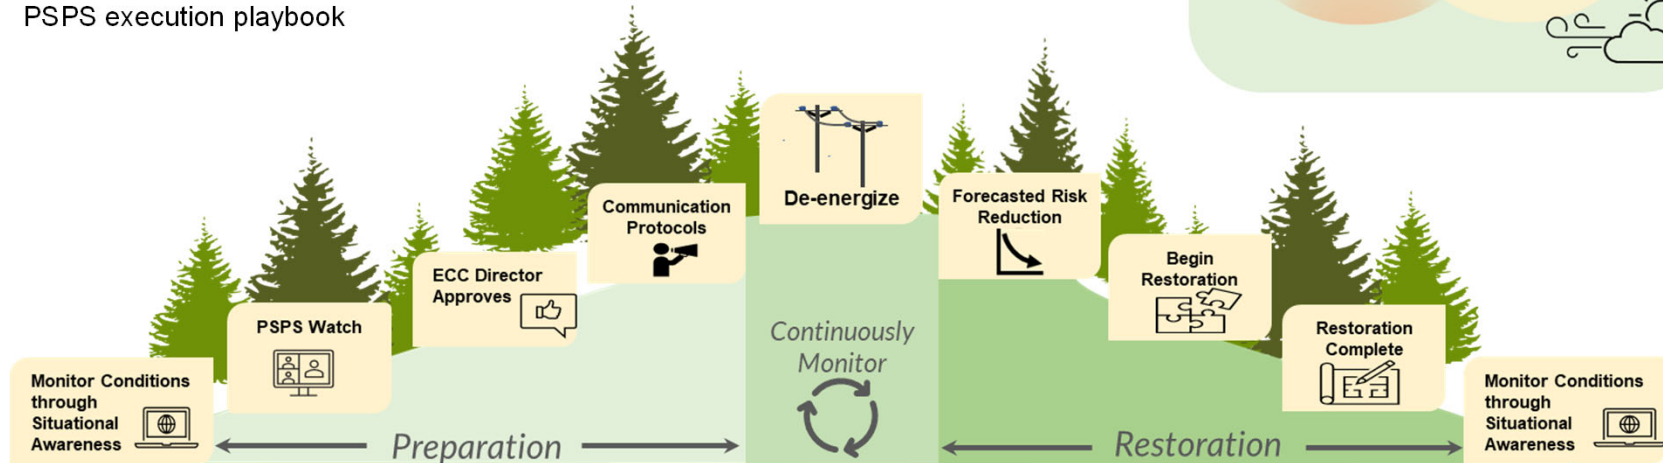 PSPS execution playbook
Monitor Conditions
through
Situational
Awareness
PSPS Watch
ECC Director
Approves
Communication
Protocols
De-energize
Forecasted Risk
Reduction
Begin
Restoration
Restoration
Complete
Monitor Conditions
through
Situational
Awareness
Preparation
Continuously
Monitor
Restoration